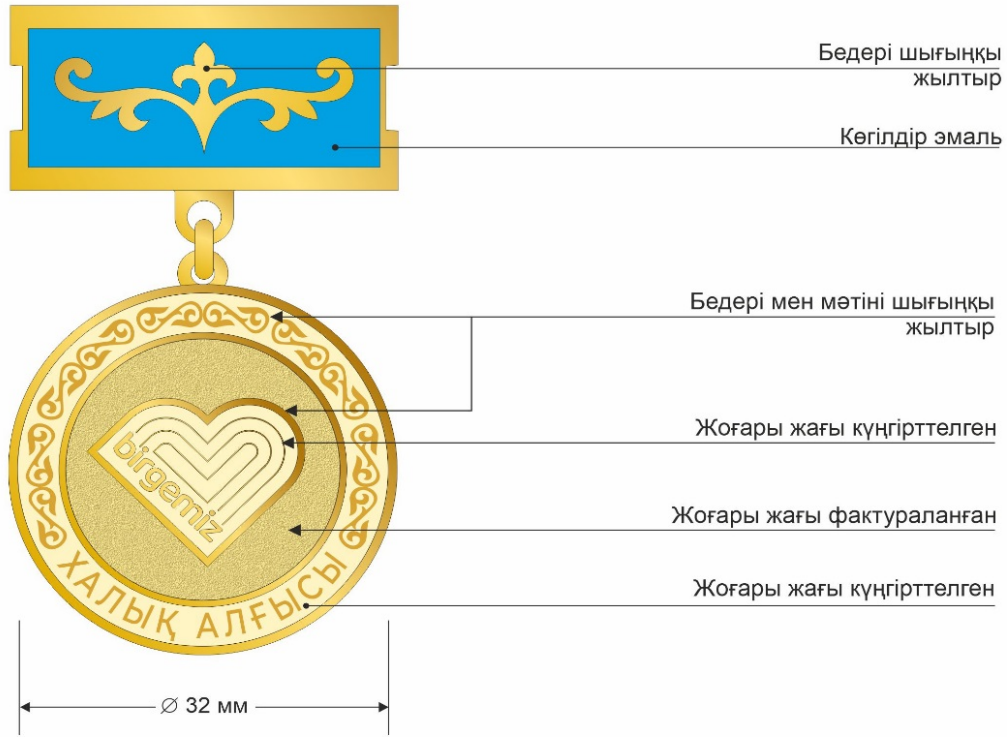 Бедері шығыңқы
жылтыр
Көгілдір эмаль
Бедері мен мәтіні шығыңқы
жылтыр
Жоғары жағы күңгірттелген
Жоғары жағы фактураланған
Жоғары жағы күңгірттелген
birgemiz
ХАЛЫҚ АЛҒЫСЫ
∅ 32 мм